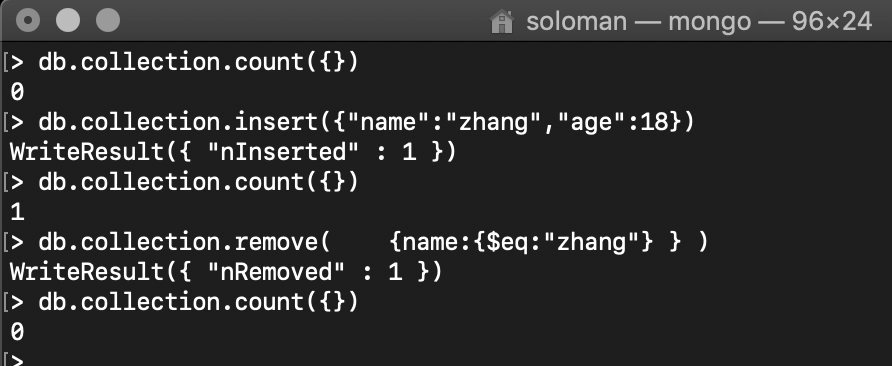 soloman — mongo — 96×24
[> db.collection.count({})
0
[> db.collection.insert({"name":"zhang","age":18})
WriteResult({ "nInserted" : 1 })
[> db.collection.count({})
1
[> db.collection.remove(    {name:{$eq:"zhang"} } )
WriteResult({ "nRemoved" : 1 })
[> db.collection.count({})
0
[>